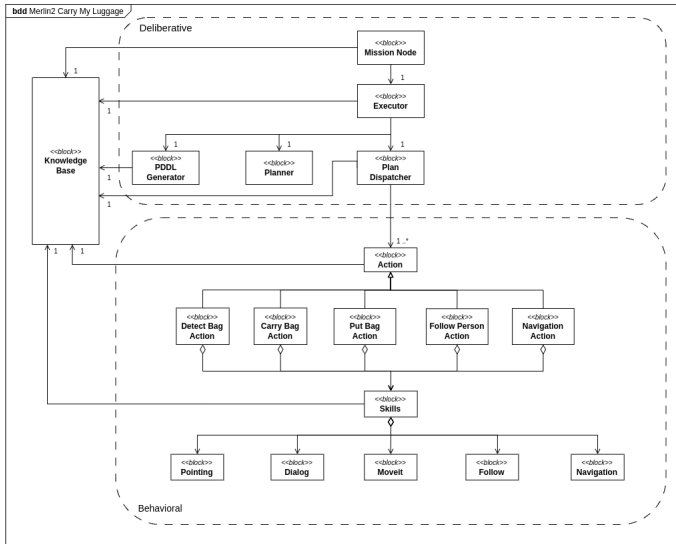 bdd Merlin2 Carry My Luggage
Deliberative
<<block>>
Mission Node
1
1
<<block>>
Executor
1
1
1
1
<<block>>
Knowledge
Base
<<block>>
PDDL
Generator
<<block>>
Planner
<<block>>
Plan
Dispatcher
1
1
1 ..*
1
1
<<block>>
Action
<<block>>
Detect Bag
Action
<<block>>
Carry Bag
Action
<<block>>
Put Bag
Action
<<block>>
Follow Person
Action
<<block>>
Navigation
Action
<<block>>
Skills
<<block>>
Pointing
<<block>>
Dialog
<<block>>
MoveIt
<<block>>
Follow
<<block>>
Navigation
Behavioral